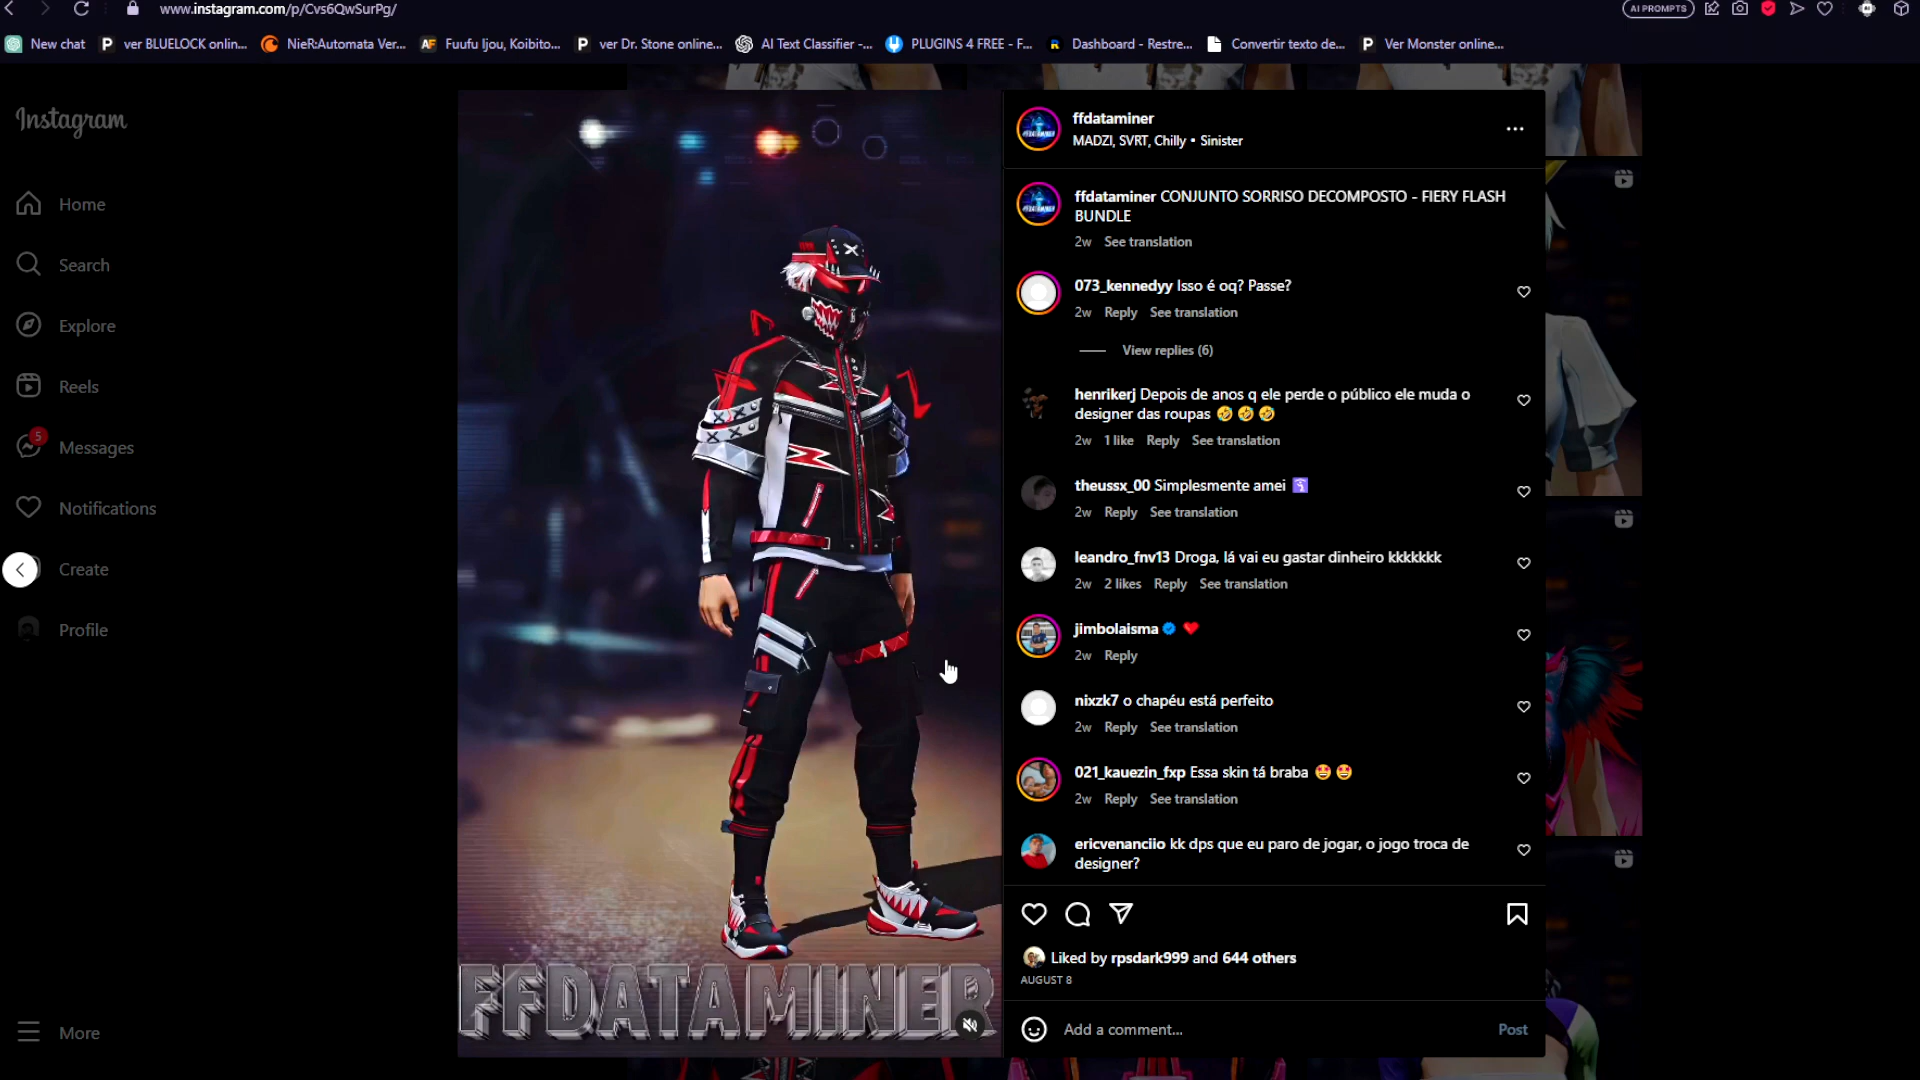 www.instagram.com/p/Cvs6QwSurPg/
AI PROMPTS
New chat
ver BLUELOCK onlin...
NieR:Automata Ver...
Fuufu Ijou, Koibito...
ver Dr. Stone online...
AI Text Classifier -...
PLUGINS 4 FREE - F...
Dashboard - Restre...
Convertir texto de...
Ver Monster online...
Instagram
Home
Search
Explore
Reels
5
Messages
Notifications
Create
Profile
More
FFDATAMINER
ffdataminer
MADZI, SVRT, Chilly • Sinister
ffdataminer CONJUNTO SORRISO DECOMPOSTO - FIERY FLASH
BUNDLE
2w See translation
073_kennedyy Isso é oq? Passe?
2w Reply See translation
View replies (6)
henrikerj Depois de anos q ele perde o público ele muda o
designer das roupas 🤣 🤣 🤣
2w 1 like Reply See translation
theussx_00 Simplesmente amei 🛐
2w Reply See translation
leandro_fnv13 Droga, lá vai eu gastar dinheiro kkkkkkk
2w 2 likes Reply See translation
jimbolaisma ❤️
2w Reply
nixzk7 o chapéu está perfeito
2w Reply See translation
021_kauezin_fxp Essa skin tá braba 🤩 🤩
2w Reply See translation
ericvenanciio kk dps que eu paro de jogar, o jogo troca de
designer?
Liked by rpsdark999 and 644 others
AUGUST 8
Add a comment...
Post